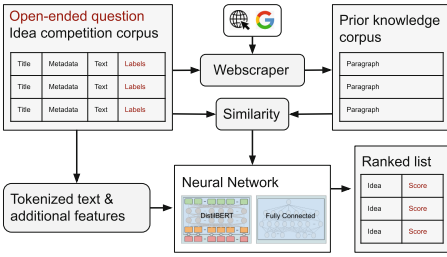 Open-ended question
Idea competition corpus
Title Metadata Text Labels
Title Metadata Text Labels
Title Metadata Text Labels
G
Webscraper
Similarity
Prior knowledge
corpus
Paragraph
Paragraph
Paragraph
Tokenized text &
additional features
Neural Network
DistilBERT
Fully Connected
Ranked list
Idea Score
Idea Score
Idea Score